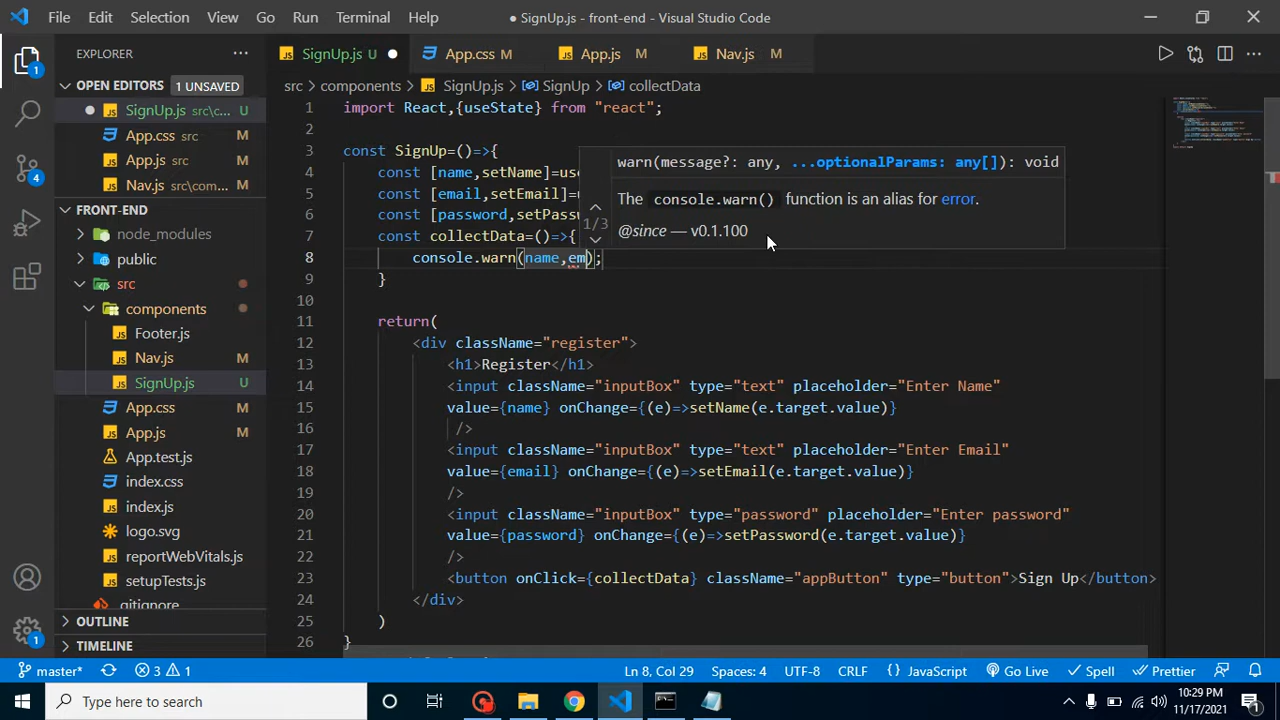 File Edit Selection View Go Run Terminal Help ● SignUp.js - front-end - Visual Studio Code
EXPLORER ···
SignUp.js U ● App.css M App.js M Nav.js M
OPEN EDITORS 1 UNSAVED
src > components > SignUp.js > SignUp > collectData
● SignUp.js src\c... U
App.css src M
App.js src M
Nav.js src\com... M
FRONT-END
node_modules
public
src
components
Footer.js
Nav.js M
SignUp.js U
App.css M
App.js M
App.test.js
index.css
index.js
logo.svg
reportWebVitals.js
setupTests.js
.gitignore
OUTLINE
TIMELINE
1 import React,{useState} from "react";
2
3 const SignUp=()=>{
4 const [name,setName]=use
5 const [email,setEmail]=u
6 const [password,setPassw
7 const collectData=()=>{
8 console.warn(name,em);
9 }
10
11 return(
12 <div className="register">
13 <h1>Register</h1>
14 <input className="inputBox" type="text" placeholder="Enter Name"
15 value={name} onChange={(e)=>setName(e.target.value)}
16 />
17 <input className="inputBox" type="text" placeholder="Enter Email"
18 value={email} onChange={(e)=>setEmail(e.target.value)}
19 />
20 <input className="inputBox" type="password" placeholder="Enter password"
21 value={password} onChange={(e)=>setPassword(e.target.value)}
22 />
23 <button onClick={collectData} className="appButton" type="button">Sign Up</button>
24 </div>
25 )
26 }
warn(message?: any, ...optionalParams: any[]): void
1/3
The console.warn() function is an alias for error.
@since — v0.1.100
1
4
1
master* 3 1 Ln 8, Col 29 Spaces: 4 UTF-8 CRLF { } JavaScript Go Live Spell Prettier
Type here to search
10:29 PM
11/17/2021
1